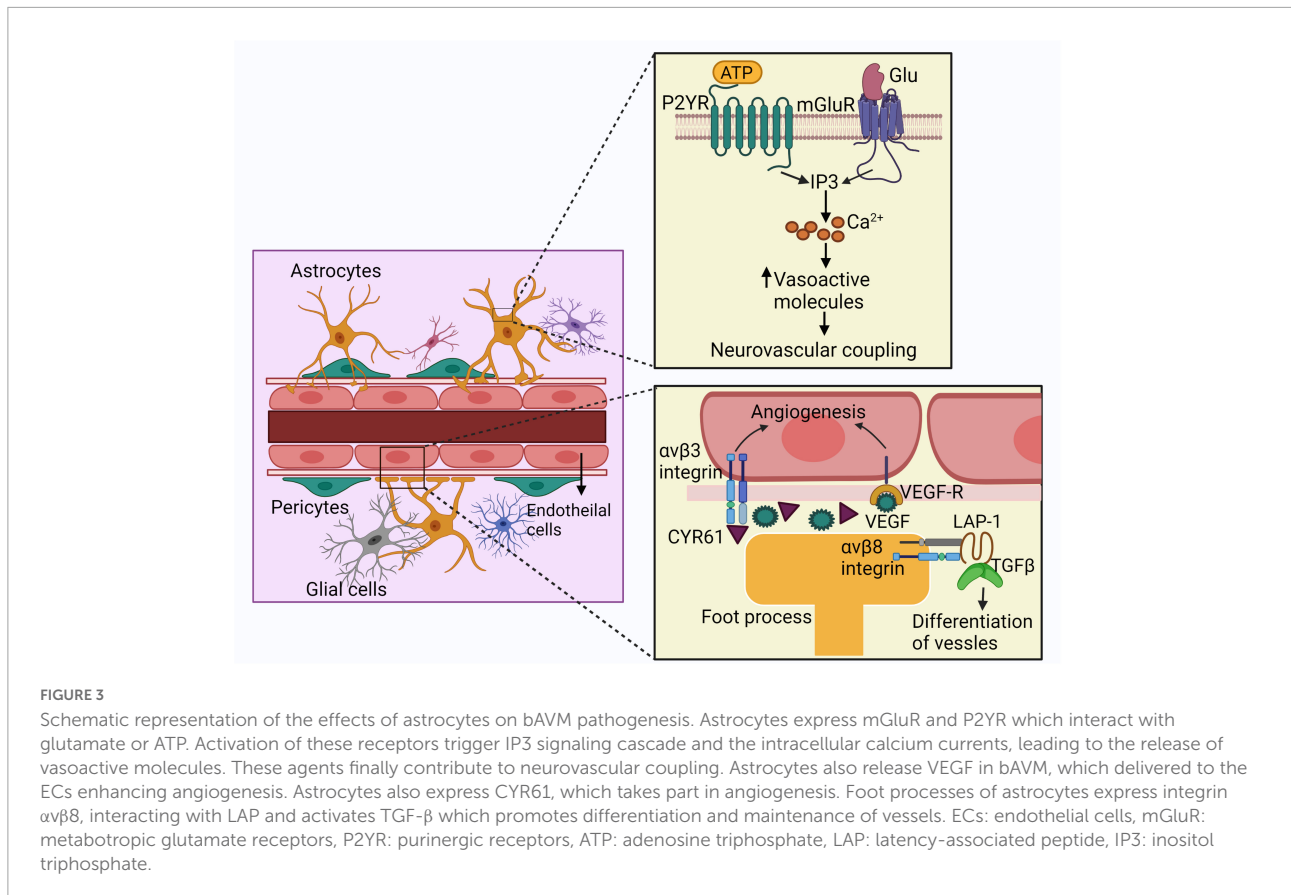 ATP
Glu
P2YR
mGluR
IP3
Ca²⁺
Vasoactive
molecules
Neurovascular coupling
Astrocytes
Pericytes
Endotheilal
cells
Glial cells
Angiogenesis
αvβ3
integrin
VEGF-R
CYR61
VEGF
LAP-1
αvβ8
integrin
TGFβ
Foot process
Differentiation
of vessles
FIGURE 3
Schematic representation of the effects of astrocytes on bAVM pathogenesis. Astrocytes express mGluR and P2YR which interact with
glutamate or ATP. Activation of these receptors trigger IP3 signaling cascade and the intracellular calcium currents, leading to the release of
vasoactive molecules. These agents finally contribute to neurovascular coupling. Astrocytes also release VEGF in bAVM, which delivered to the
ECs enhancing angiogenesis. Astrocytes also express CYR61, which takes part in angiogenesis. Foot processes of astrocytes express integrin
αvβ8, interacting with LAP and activates TGF-β which promotes differentiation and maintenance of vessels. ECs: endothelial cells, mGluR:
metabotropic glutamate receptors, P2YR: purinergic receptors, ATP: adenosine triphosphate, LAP: latency-associated peptide, IP3: inositol
triphosphate.